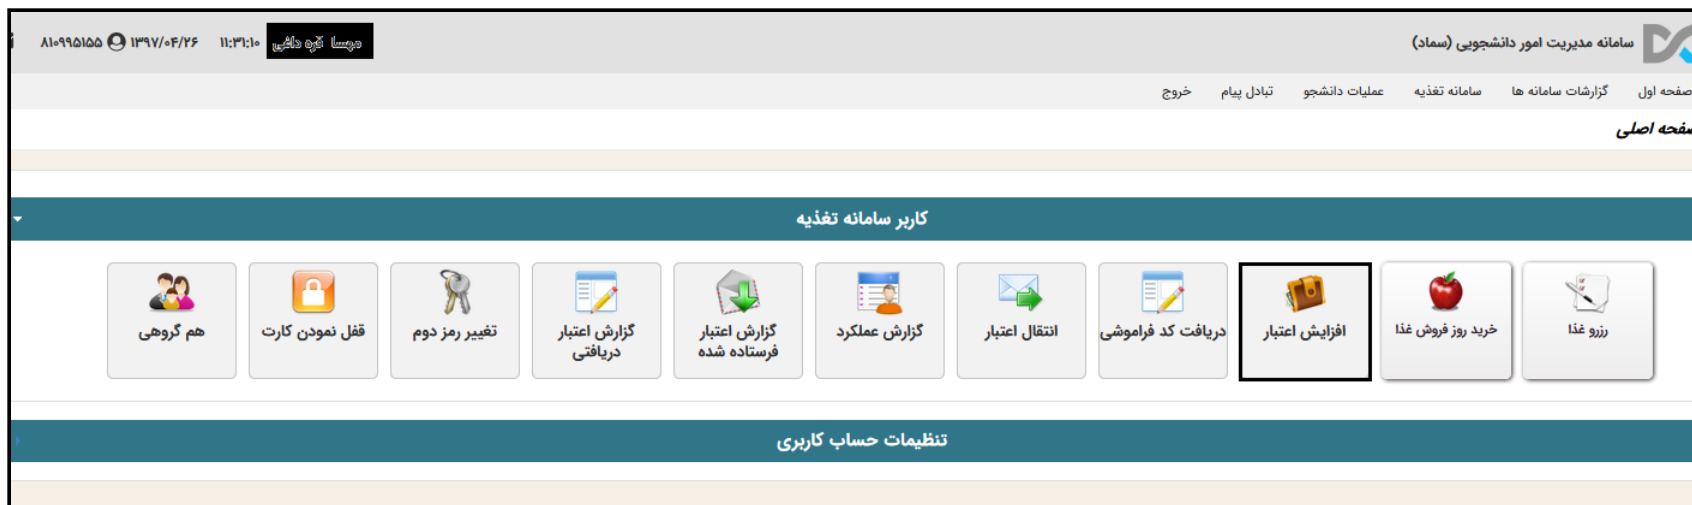 سامانه مدیریت امور دانشجویی (سماد)
مهسا قره داغی ۱۱:۳۱:۱۰ ۱۳۹۷/۰۴/۲۶ ۸۱۰۹۹۵۱۵۵
صفحه اول گزارشات سامانه ها سامانه تغذیه عملیات دانشجو تبادل پیام خروج
صفحه اصلی
کاربر سامانه تغذیه
رزرو غذا
خرید روز فروش غذا
افزایش اعتبار
دریافت کد فراموشی
انتقال اعتبار
گزارش عملکرد
گزارش اعتبار
فرستاده شده
گزارش اعتبار
دریافتی
تغییر رمز دوم
قفل نمودن کارت
هم گروهی
تنظیمات حساب کاربری